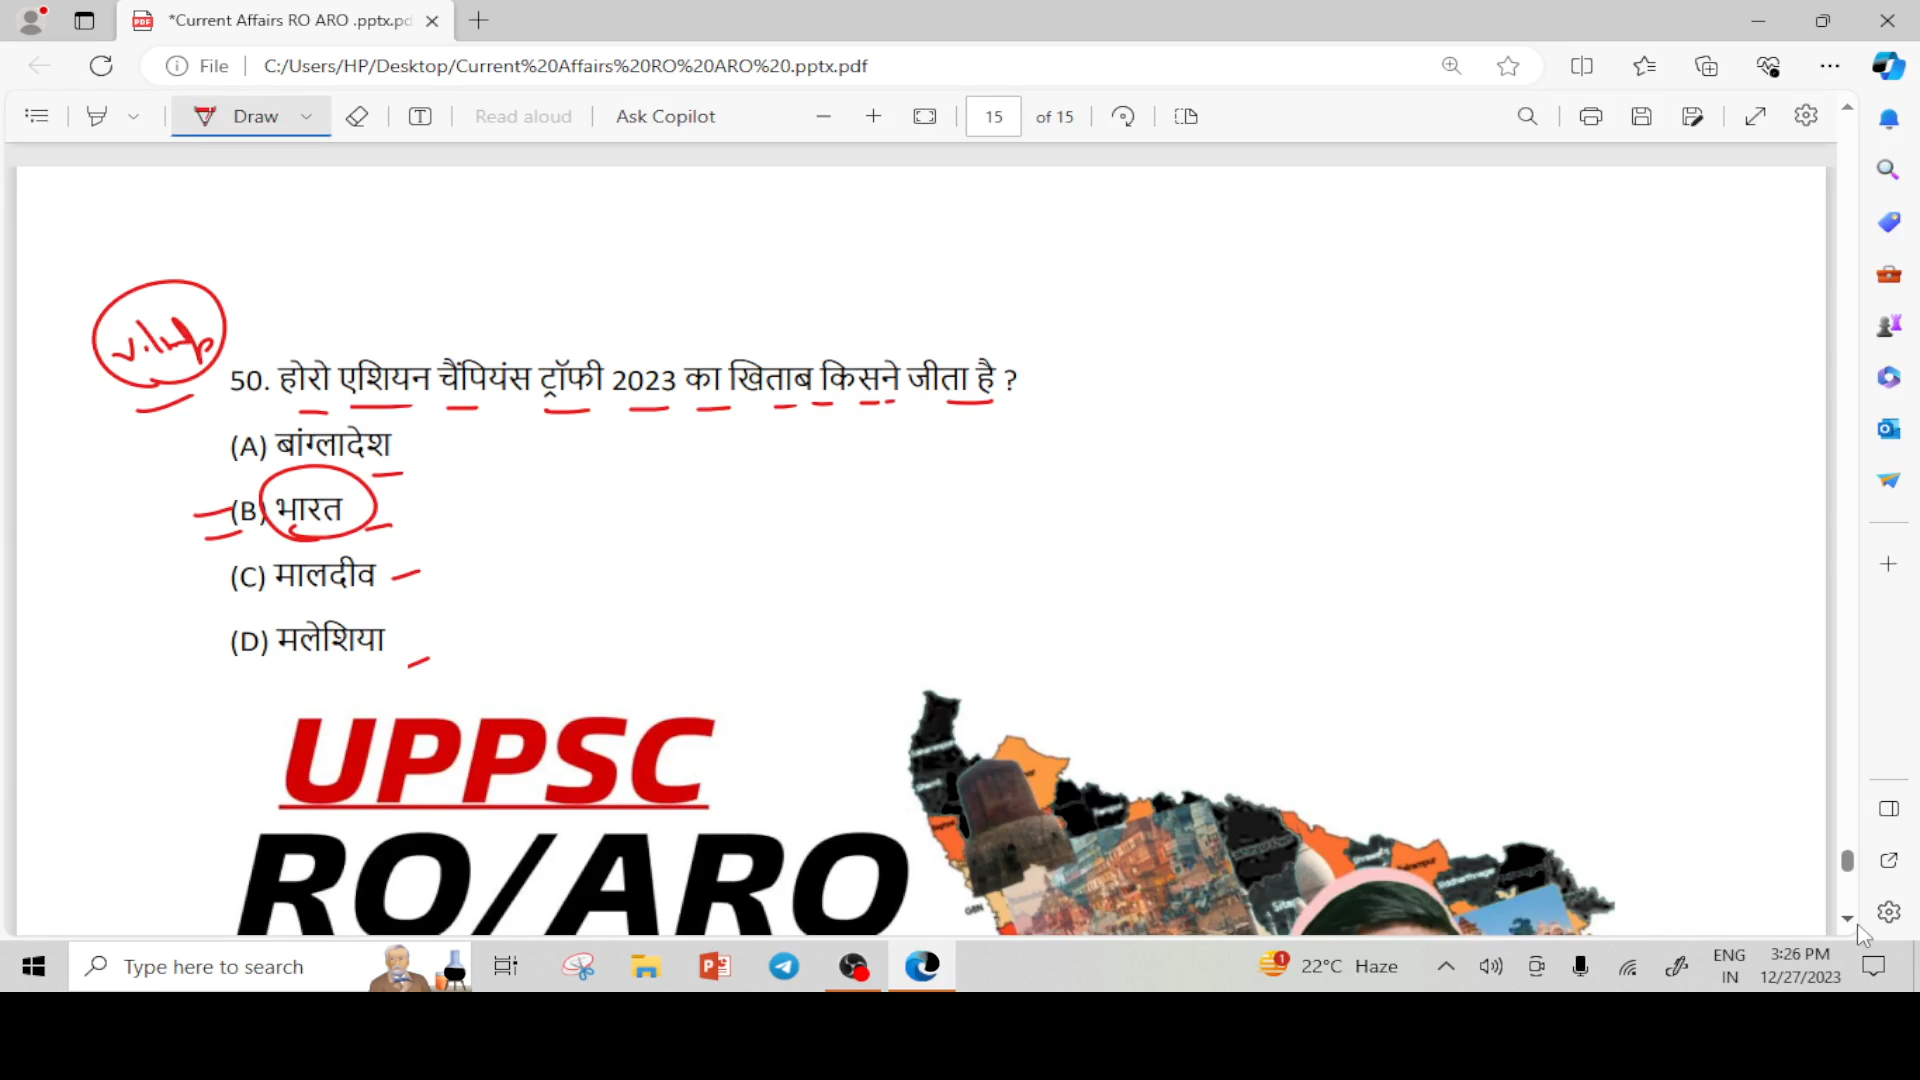 *Current Affairs RO ARO .pptx.pd
File
C:/Users/HP/Desktop/Current%20Affairs%20RO%20ARO%20.pptx.pdf
Draw
Read aloud
Ask Copilot
15
of 15
v.Imp
50. होरो एशियन चैंपियंस ट्रॉफी 2023 का खिताब किसने जीता है ?
(A) बांग्लादेश
(B) भारत
(C) मालदीव
(D) मलेशिया
UPPSC
RO/ARO
Type here to search
1
22°C Haze
ENG
IN
3:26 PM
12/27/2023